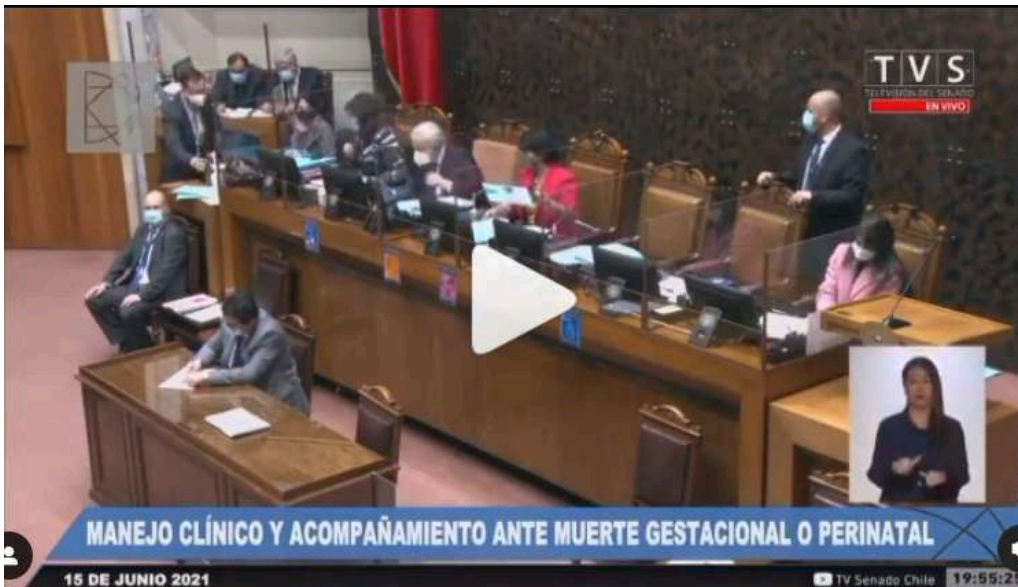 TVS
TELEVISIÓN DEL SENADO
EN VIVO
MANEJO CLÍNICO Y ACOMPAÑAMIENTO ANTE MUERTE GESTACIONAL O PERINATAL
15 DE JUNIO 2021
TV Senado Chile
19:55:2